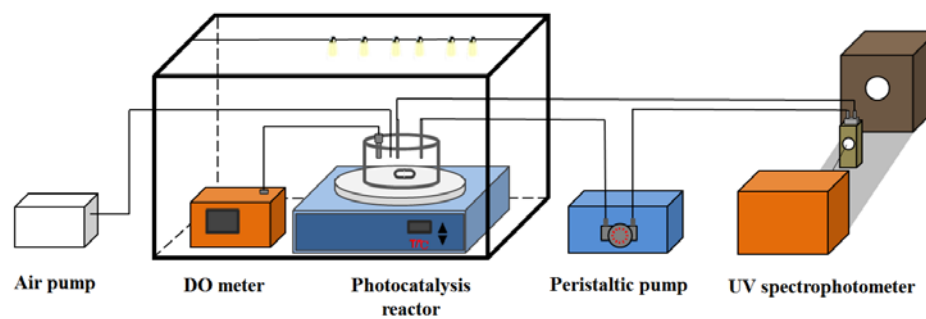 Air pump
DO meter
Photocatalysis
reactor
Peristaltic pump
UV spectrophotometer